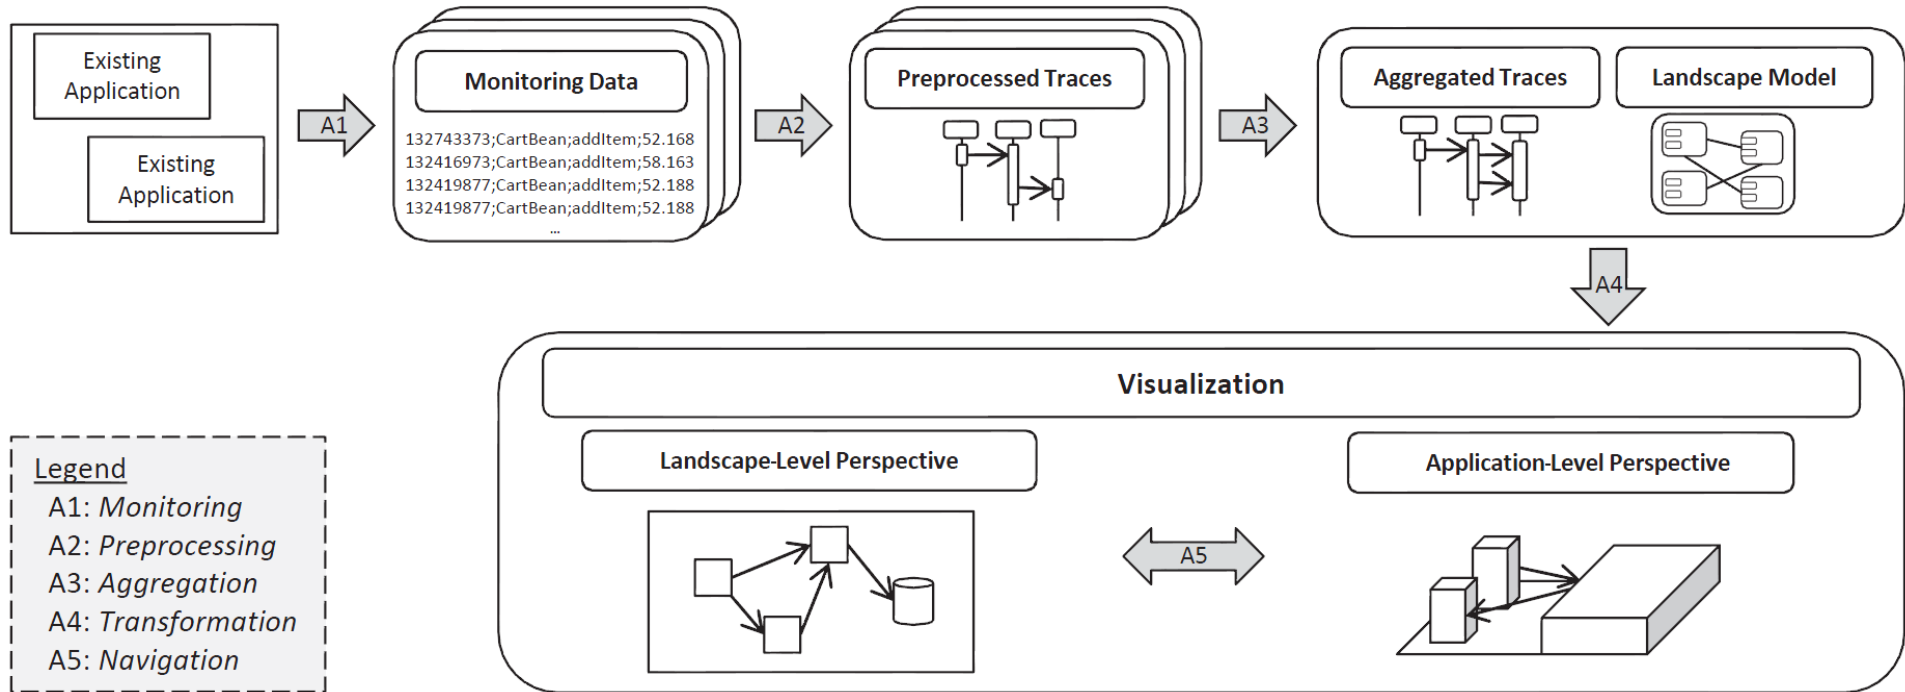 Existing
Application
Existing
Application
A1
Monitoring Data
132743373;CartBean;addItem;52.168
132416973;CartBean;addItem;58.163
132419877;CartBean;addItem;52.188
132419877;CartBean;addItem;52.188
...
A2
Preprocessed Traces
A3
Aggregated Traces
Landscape Model
A4
Visualization
Landscape-Level Perspective
A5
Application-Level Perspective
Legend
A1: Monitoring
A2: Preprocessing
A3: Aggregation
A4: Transformation
A5: Navigation